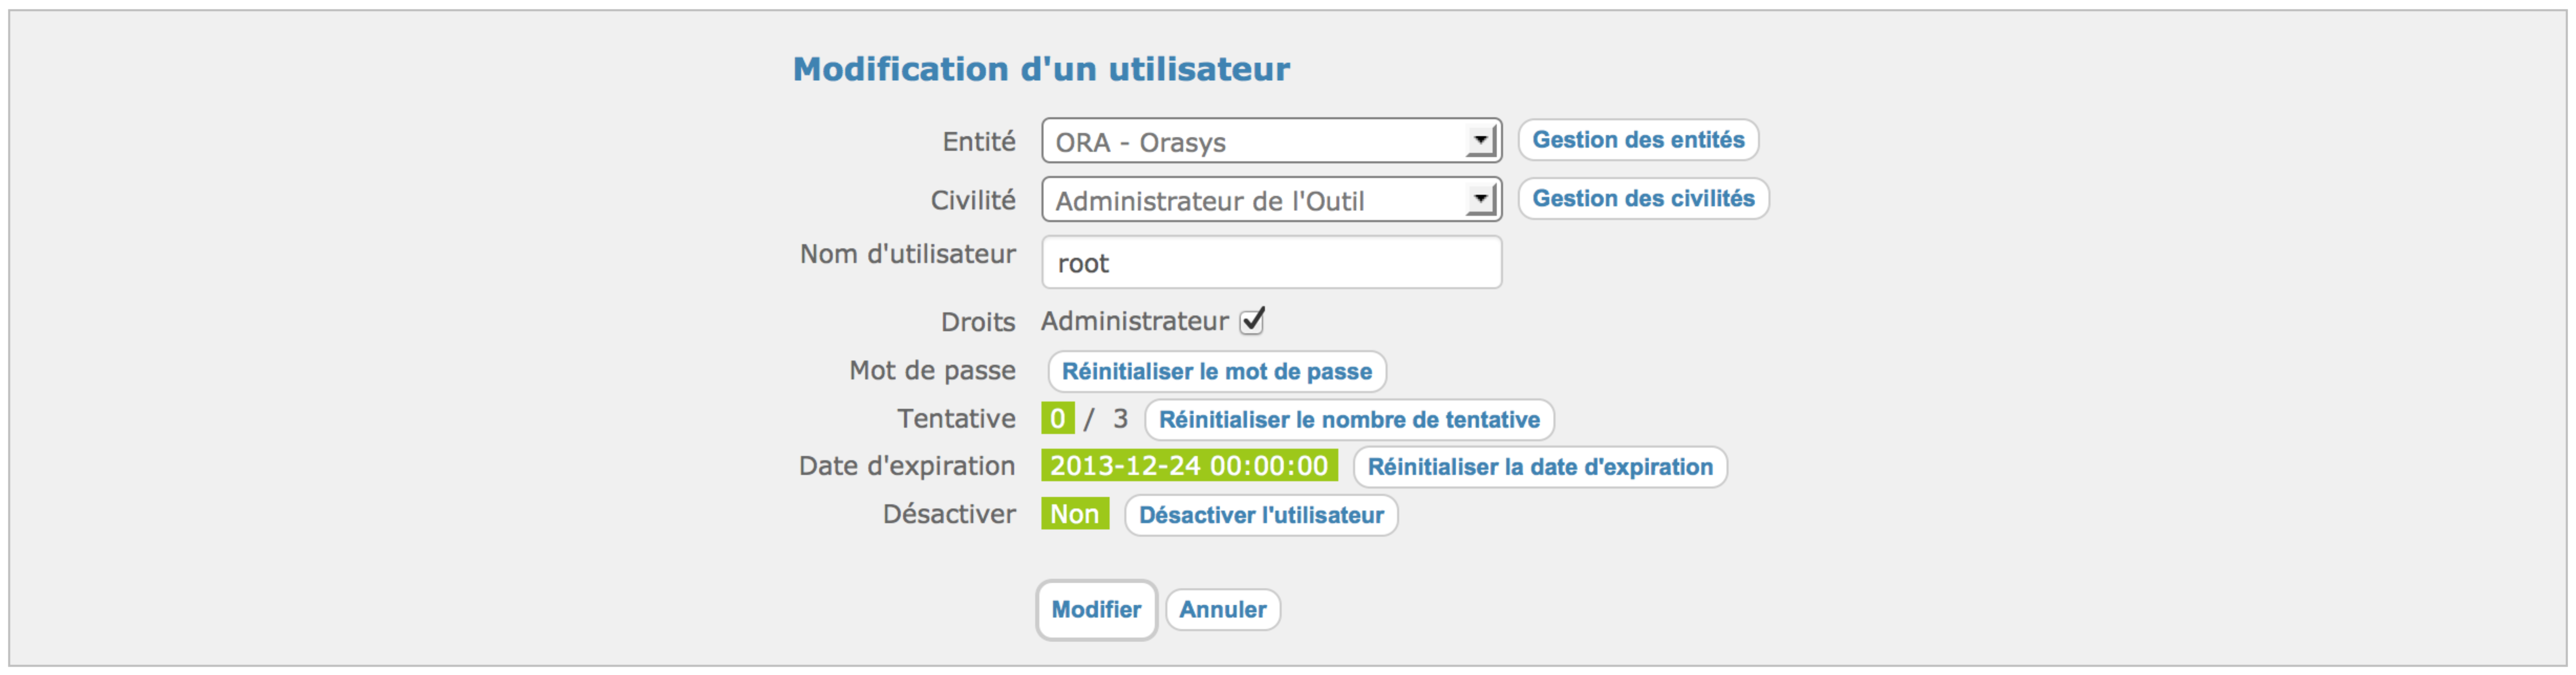 Modification d'un utilisateur
Entité ORA - Orasys Gestion des entités
Civilité Administrateur de l'Outil Gestion des civilités
Nom d'utilisateur root
Droits Administrateur
Mot de passe Réinitialiser le mot de passe
Tentative 0 / 3 Réinitialiser le nombre de tentative
Date d'expiration 2013-12-24 00:00:00 Réinitialiser la date d'expiration
Désactiver Non Désactiver l'utilisateur
Modifier Annuler